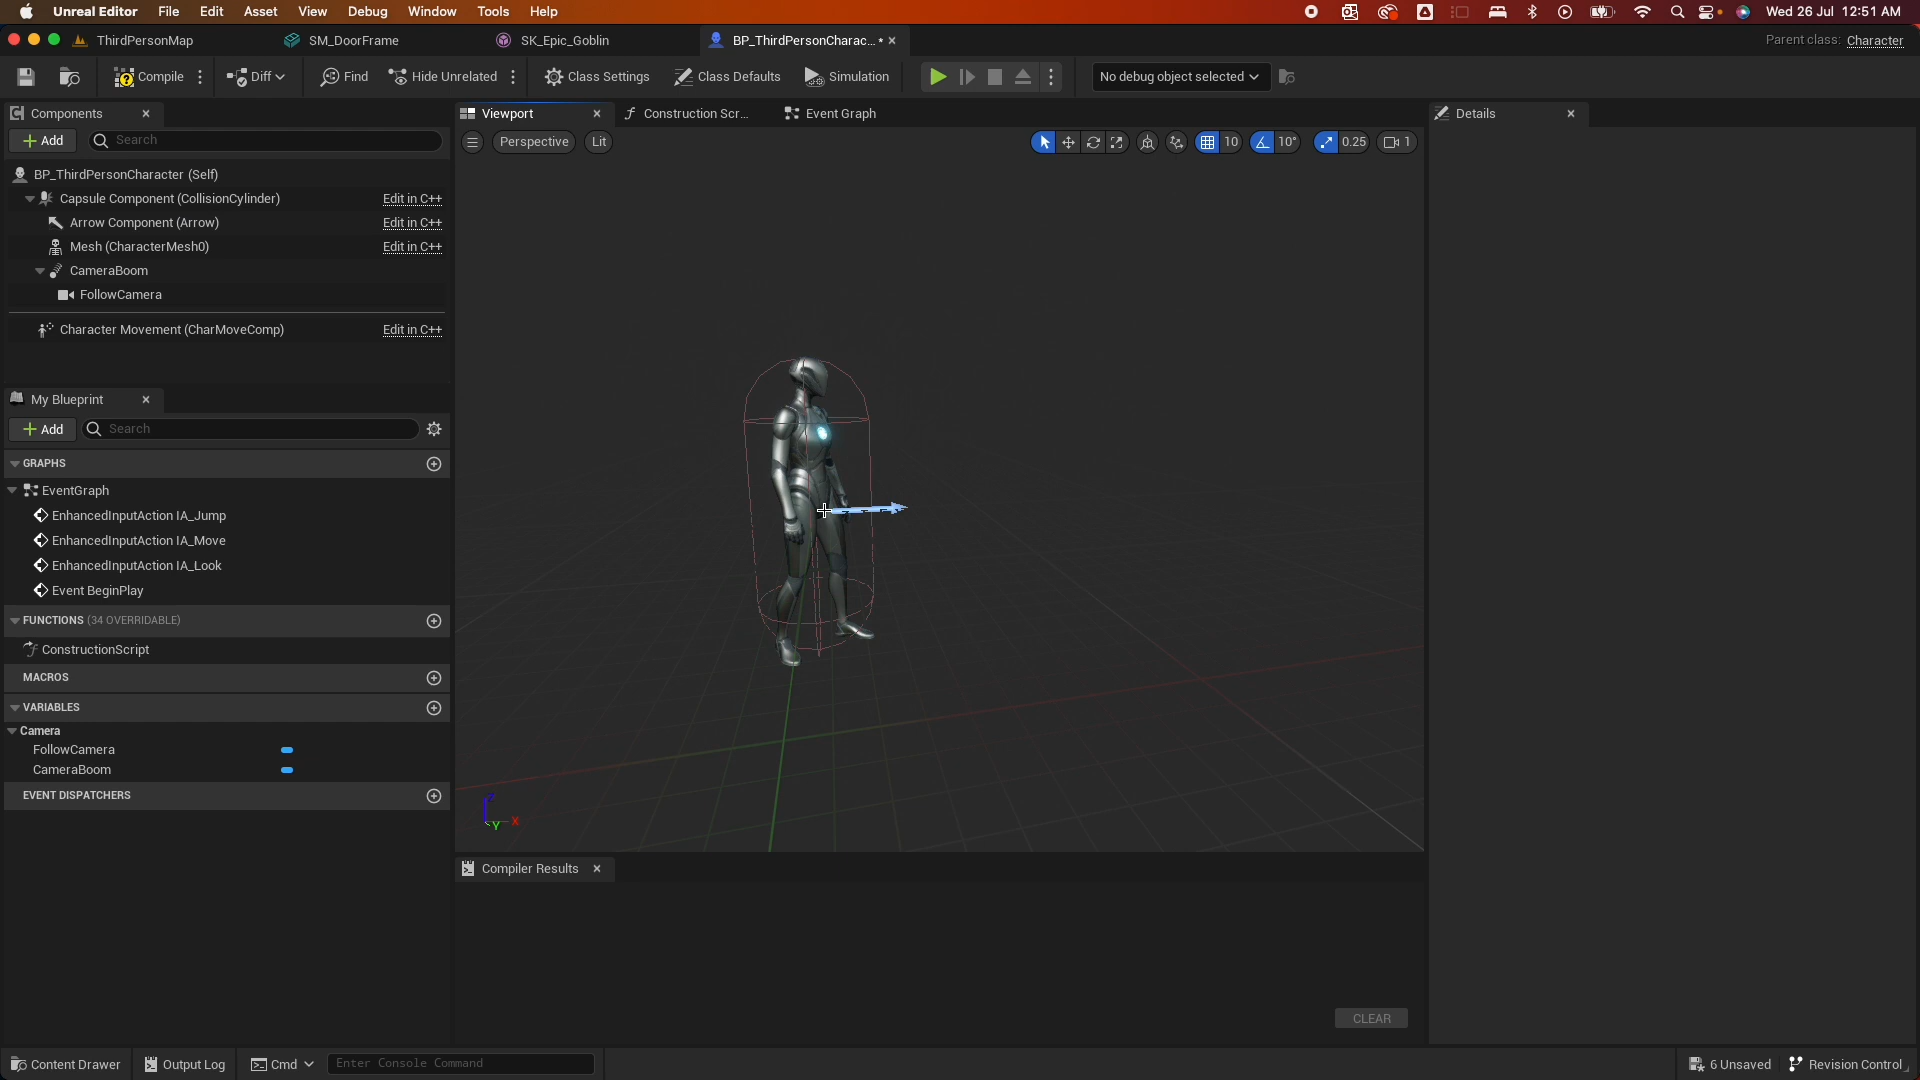 Unreal Editor File Edit Asset View Debug Window Tools Help Wed 26 Jul 12:51 AM
ThirdPersonMap SM_DoorFrame SK_Epic_Goblin BP_ThirdPersonCharac...• Parent class: Character
Compile Diff Find Hide Unrelated Class Settings Class Defaults Simulation No debug object selected
Components Viewport Construction Scr... Event Graph Details
Add Search Perspective Lit 10 10° 0.25 1
BP_ThirdPersonCharacter (Self)
Capsule Component (CollisionCylinder) Edit in C++
Arrow Component (Arrow) Edit in C++
Mesh (CharacterMesh0) Edit in C++
CameraBoom
FollowCamera
Character Movement (CharMoveComp) Edit in C++
My Blueprint
Add Search
GRAPHS
EventGraph
EnhancedInputAction IA_Jump
EnhancedInputAction IA_Move
EnhancedInputAction IA_Look
Event BeginPlay
FUNCTIONS (34 OVERRIDABLE)
ConstructionScript
MACROS
VARIABLES
Camera
FollowCamera
CameraBoom
EVENT DISPATCHERS
Z
Y X
Compiler Results
CLEAR
Content Drawer Output Log Cmd Enter Console Command 6 Unsaved Revision Control